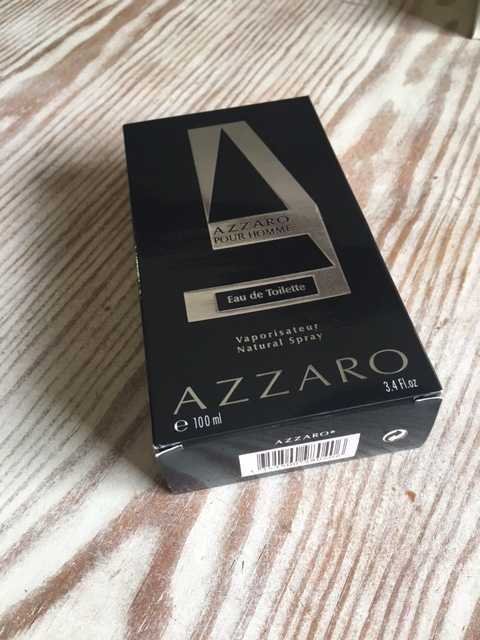 AZZARO
POUR HOMME
Eau de Toilette
Vaporisateur
Natural Spray
AZZARO
℮ 100 ml
3.4 Fl.oz
AZZARO®